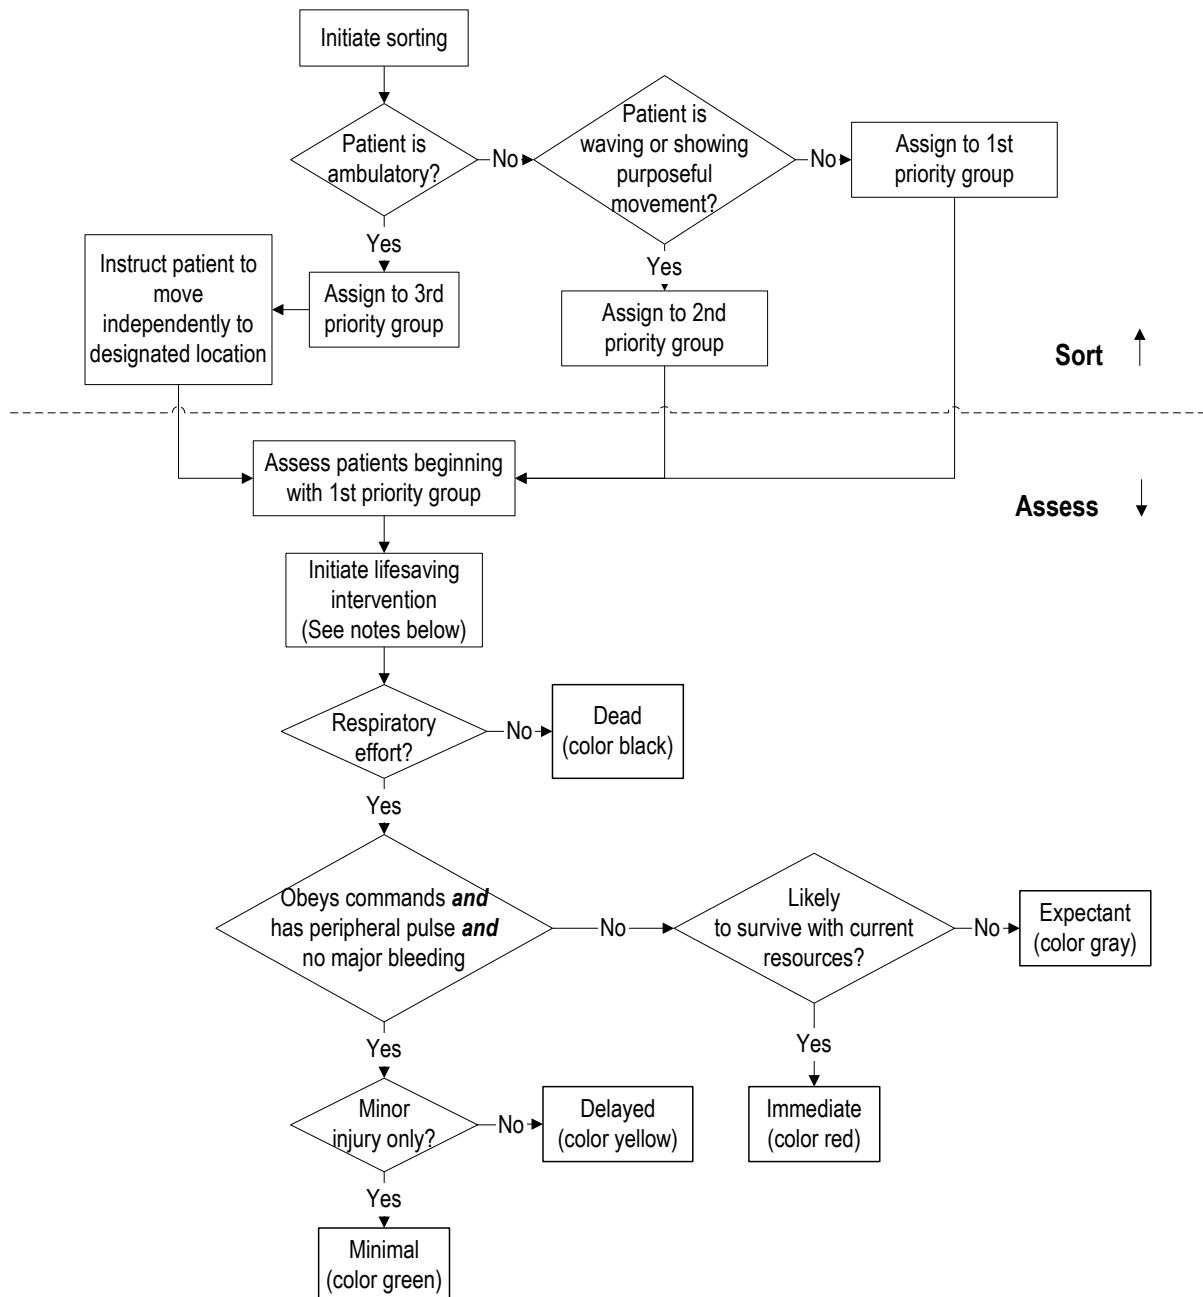 Initiate sorting
Patient is
ambulatory?
No
Patient is
waving or showing
purposeful
movement?
No
Assign to 1st
priority group
Yes
Yes
Instruct patient to
move
independently to
designated location
Assign to 3rd
priority group
Assign to 2nd
priority group
Sort
Assess patients beginning
with 1st priority group
Assess
Initiate lifesaving
intervention
(See notes below)
Respiratory
effort?
No
Dead
(color black)
Yes
Obeys commands and
has peripheral pulse and
no major bleeding
No
Likely
to survive with current
resources?
No
Expectant
(color gray)
Yes
Yes
Minor
injury only?
No
Delayed
(color yellow)
Immediate
(color red)
Yes
Minimal
(color green)